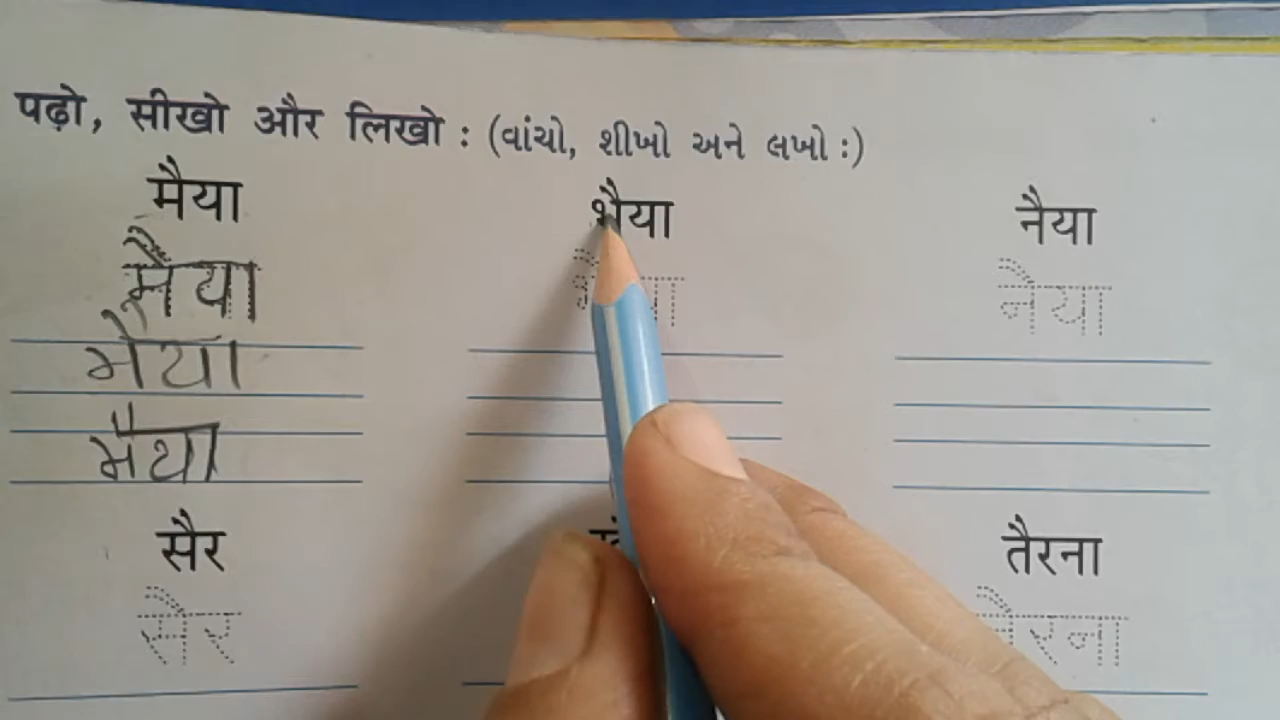 पढ़ो, सीखो और लिखो : (વાંચો, શીખો અને લખો :)
मैया भैया नैया
मैया नैया
मैया
मैया
सैर तैरना
सैर तैरना